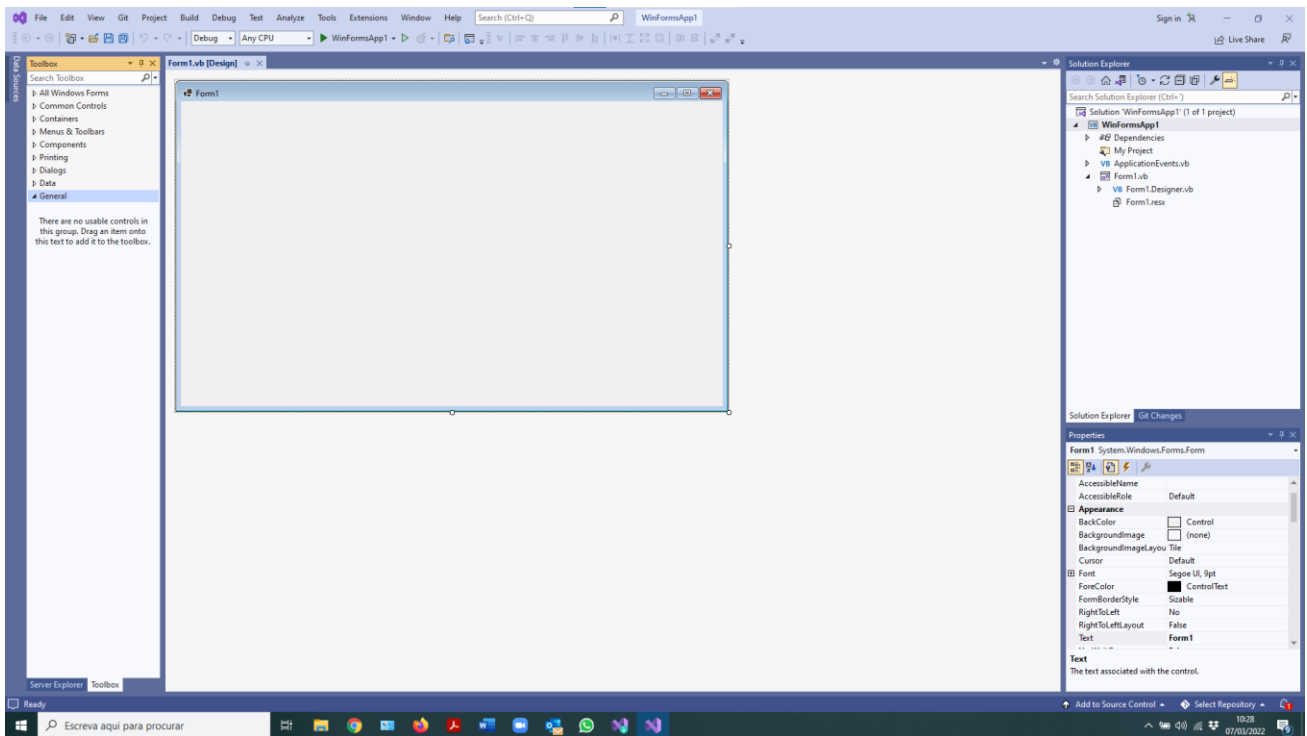 File Edit View Git Project Build Debug Test Analyze Tools Extensions Window Help Search (Ctrl+Q) WinFormsApp1 Sign in
Debug Any CPU WinFormsApp1 Live Share
Data Sources
Toolbox
Search Toolbox
All Windows Forms
Common Controls
Containers
Menus & Toolbars
Components
Printing
Dialogs
Data
General
There are no usable controls in
this group. Drag an item onto
this text to add it to the toolbox.
Server Explorer Toolbox
Form1.vb [Design]
Form1
Solution Explorer
Search Solution Explorer (Ctrl+´)
Solution 'WinFormsApp1' (1 of 1 project)
WinFormsApp1
Dependencies
My Project
VB ApplicationEvents.vb
Form1.vb
VB Form1.Designer.vb
Form1.resx
Solution Explorer Git Changes
Properties
Form1 System.Windows.Forms.Form
AccessibleName
AccessibleRole Default
Appearance
BackColor Control
BackgroundImage (none)
BackgroundImageLayou Tile
Cursor Default
Font Segoe UI, 9pt
ForeColor ControlText
FormBorderStyle Sizable
RightToLeft No
RightToLeftLayout False
Text Form1
Text
The text associated with the control.
Ready Add to Source Control Select Repository
Escreva aqui para procurar 10:28
07/03/2022